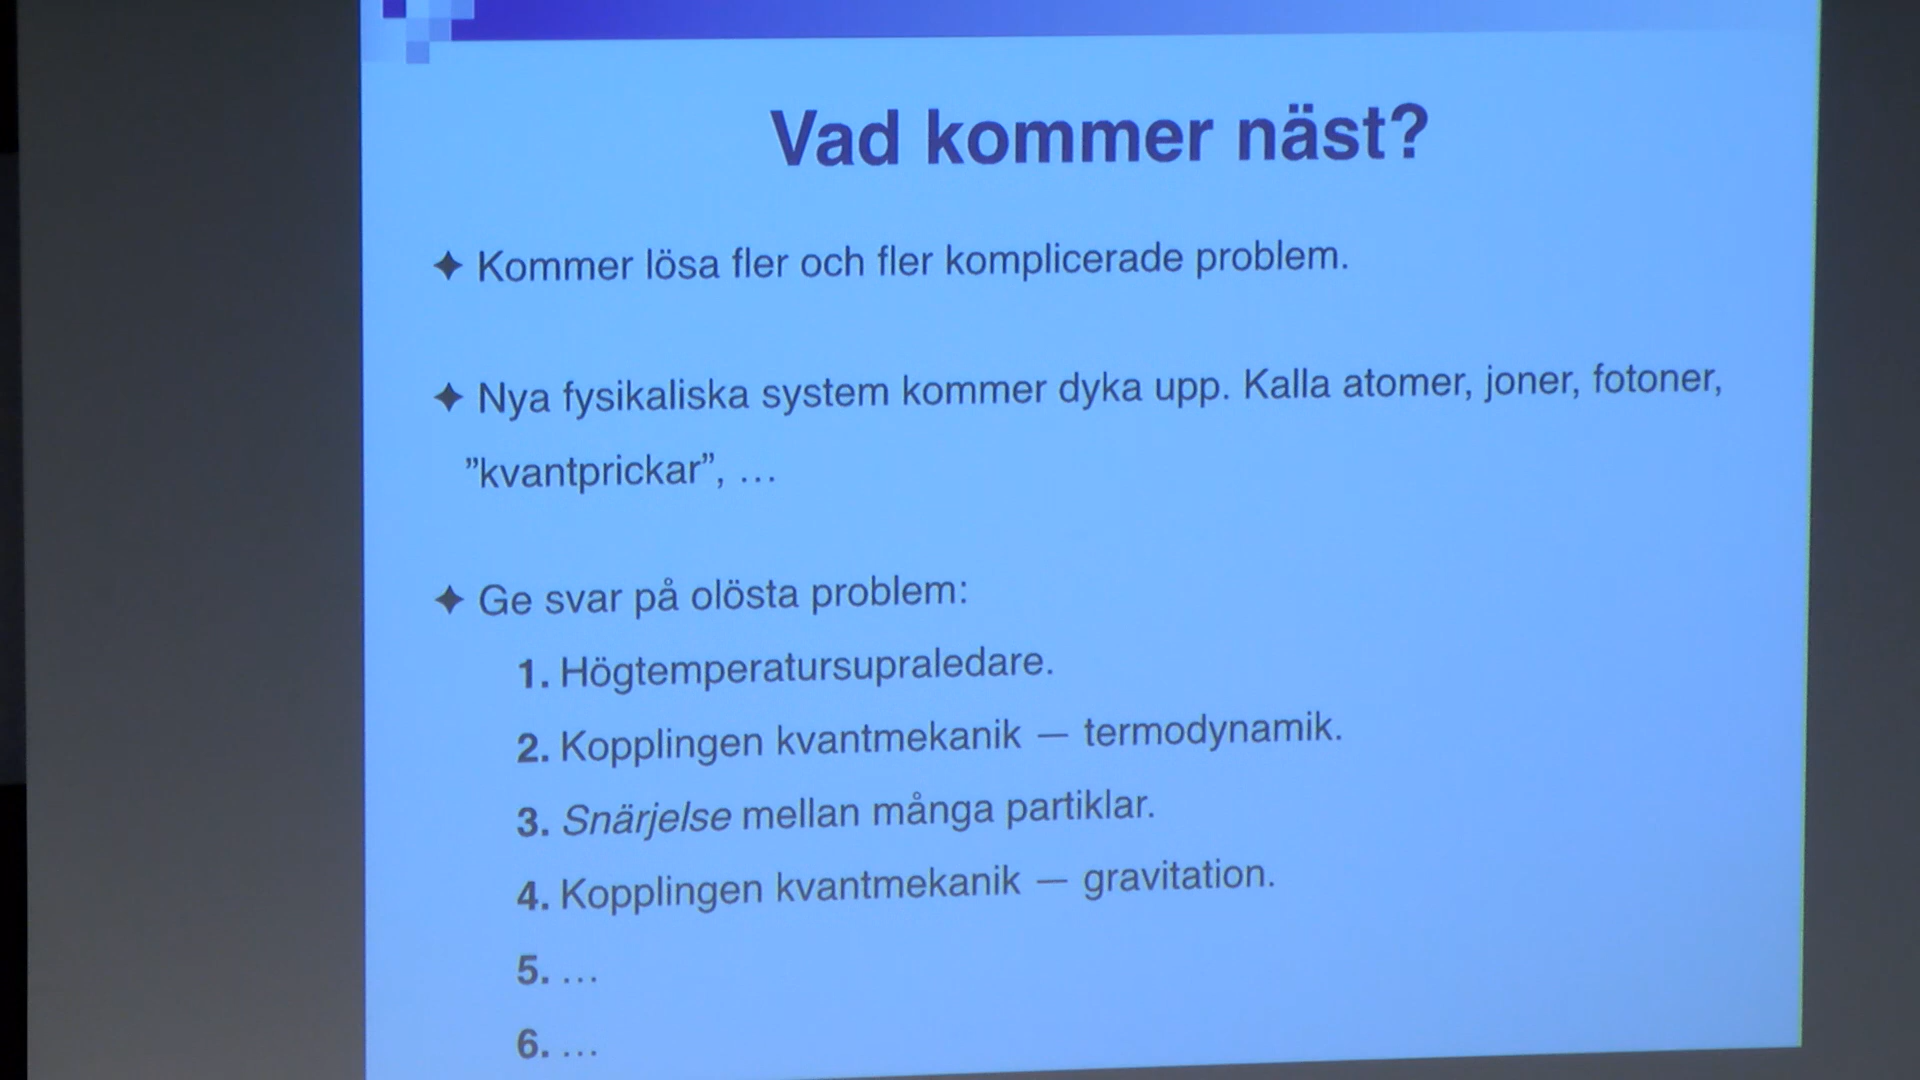 Vad kommer näst?
✦ Kommer lösa fler och fler komplicerade problem.
✦ Nya fysikaliska system kommer dyka upp. Kalla atomer, joner, fotoner,
”kvantprickar”, …
✦ Ge svar på olösta problem:
1. Högtemperatursupraledare.
2. Kopplingen kvantmekanik — termodynamik.
3. Snärjelse mellan många partiklar.
4. Kopplingen kvantmekanik — gravitation.
5. …
6. …